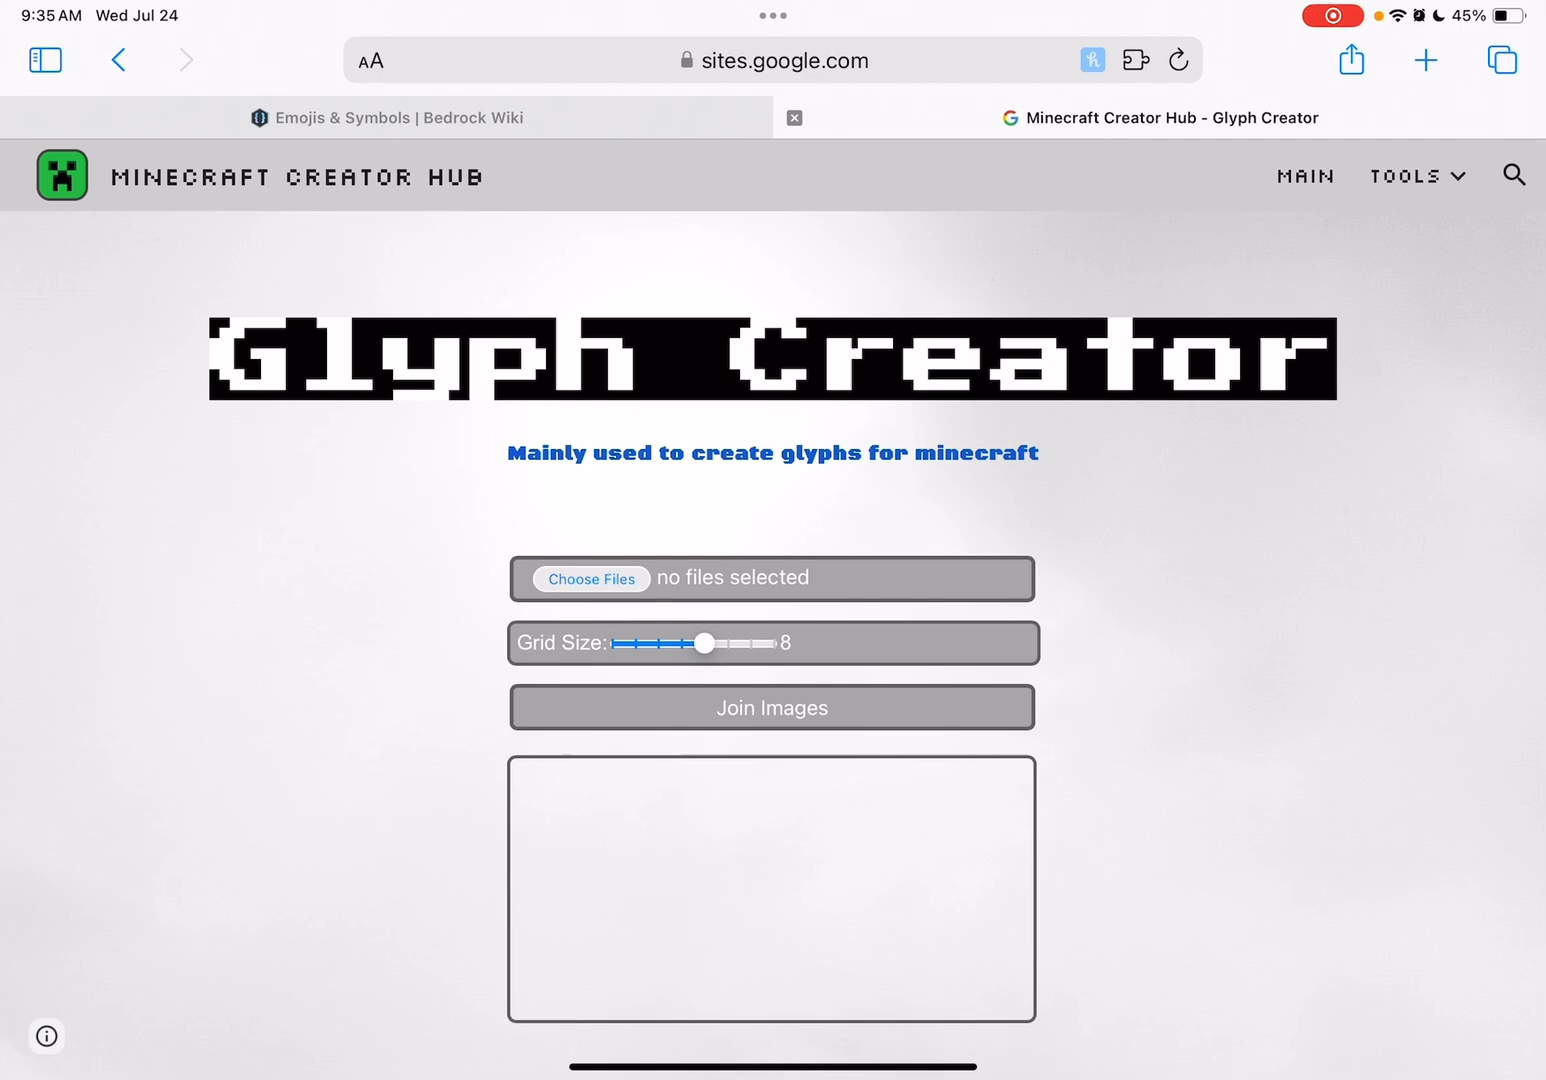 9:35 AM Wed Jul 24
45%
AA
sites.google.com
Emojis & Symbols | Bedrock Wiki
Minecraft Creator Hub - Glyph Creator
MINECRAFT CREATOR HUB
MAIN
TOOLS
Glyph Creator
Mainly used to create glyphs for minecraft
Choose Files no files selected
Grid Size: 8
Join Images